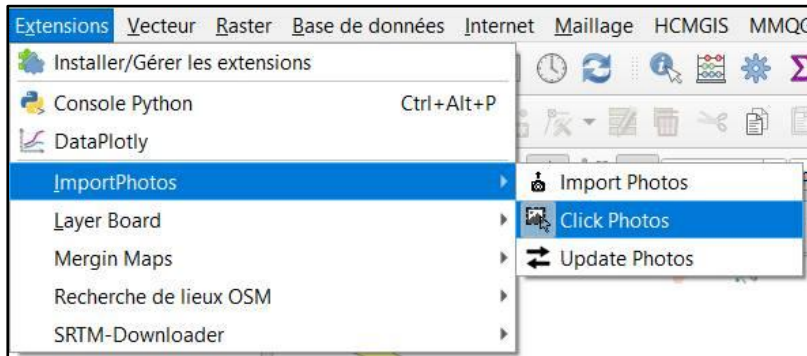 Extensions Vecteur Raster Base de données Internet Maillage HCMGIS
Installer/Gérer les extensions
Console Python Ctrl+Alt+P
DataPlotly
ImportPhotos
Import Photos
Layer Board
Click Photos
Mergin Maps
Update Photos
Recherche de lieux OSM
SRTM-Downloader